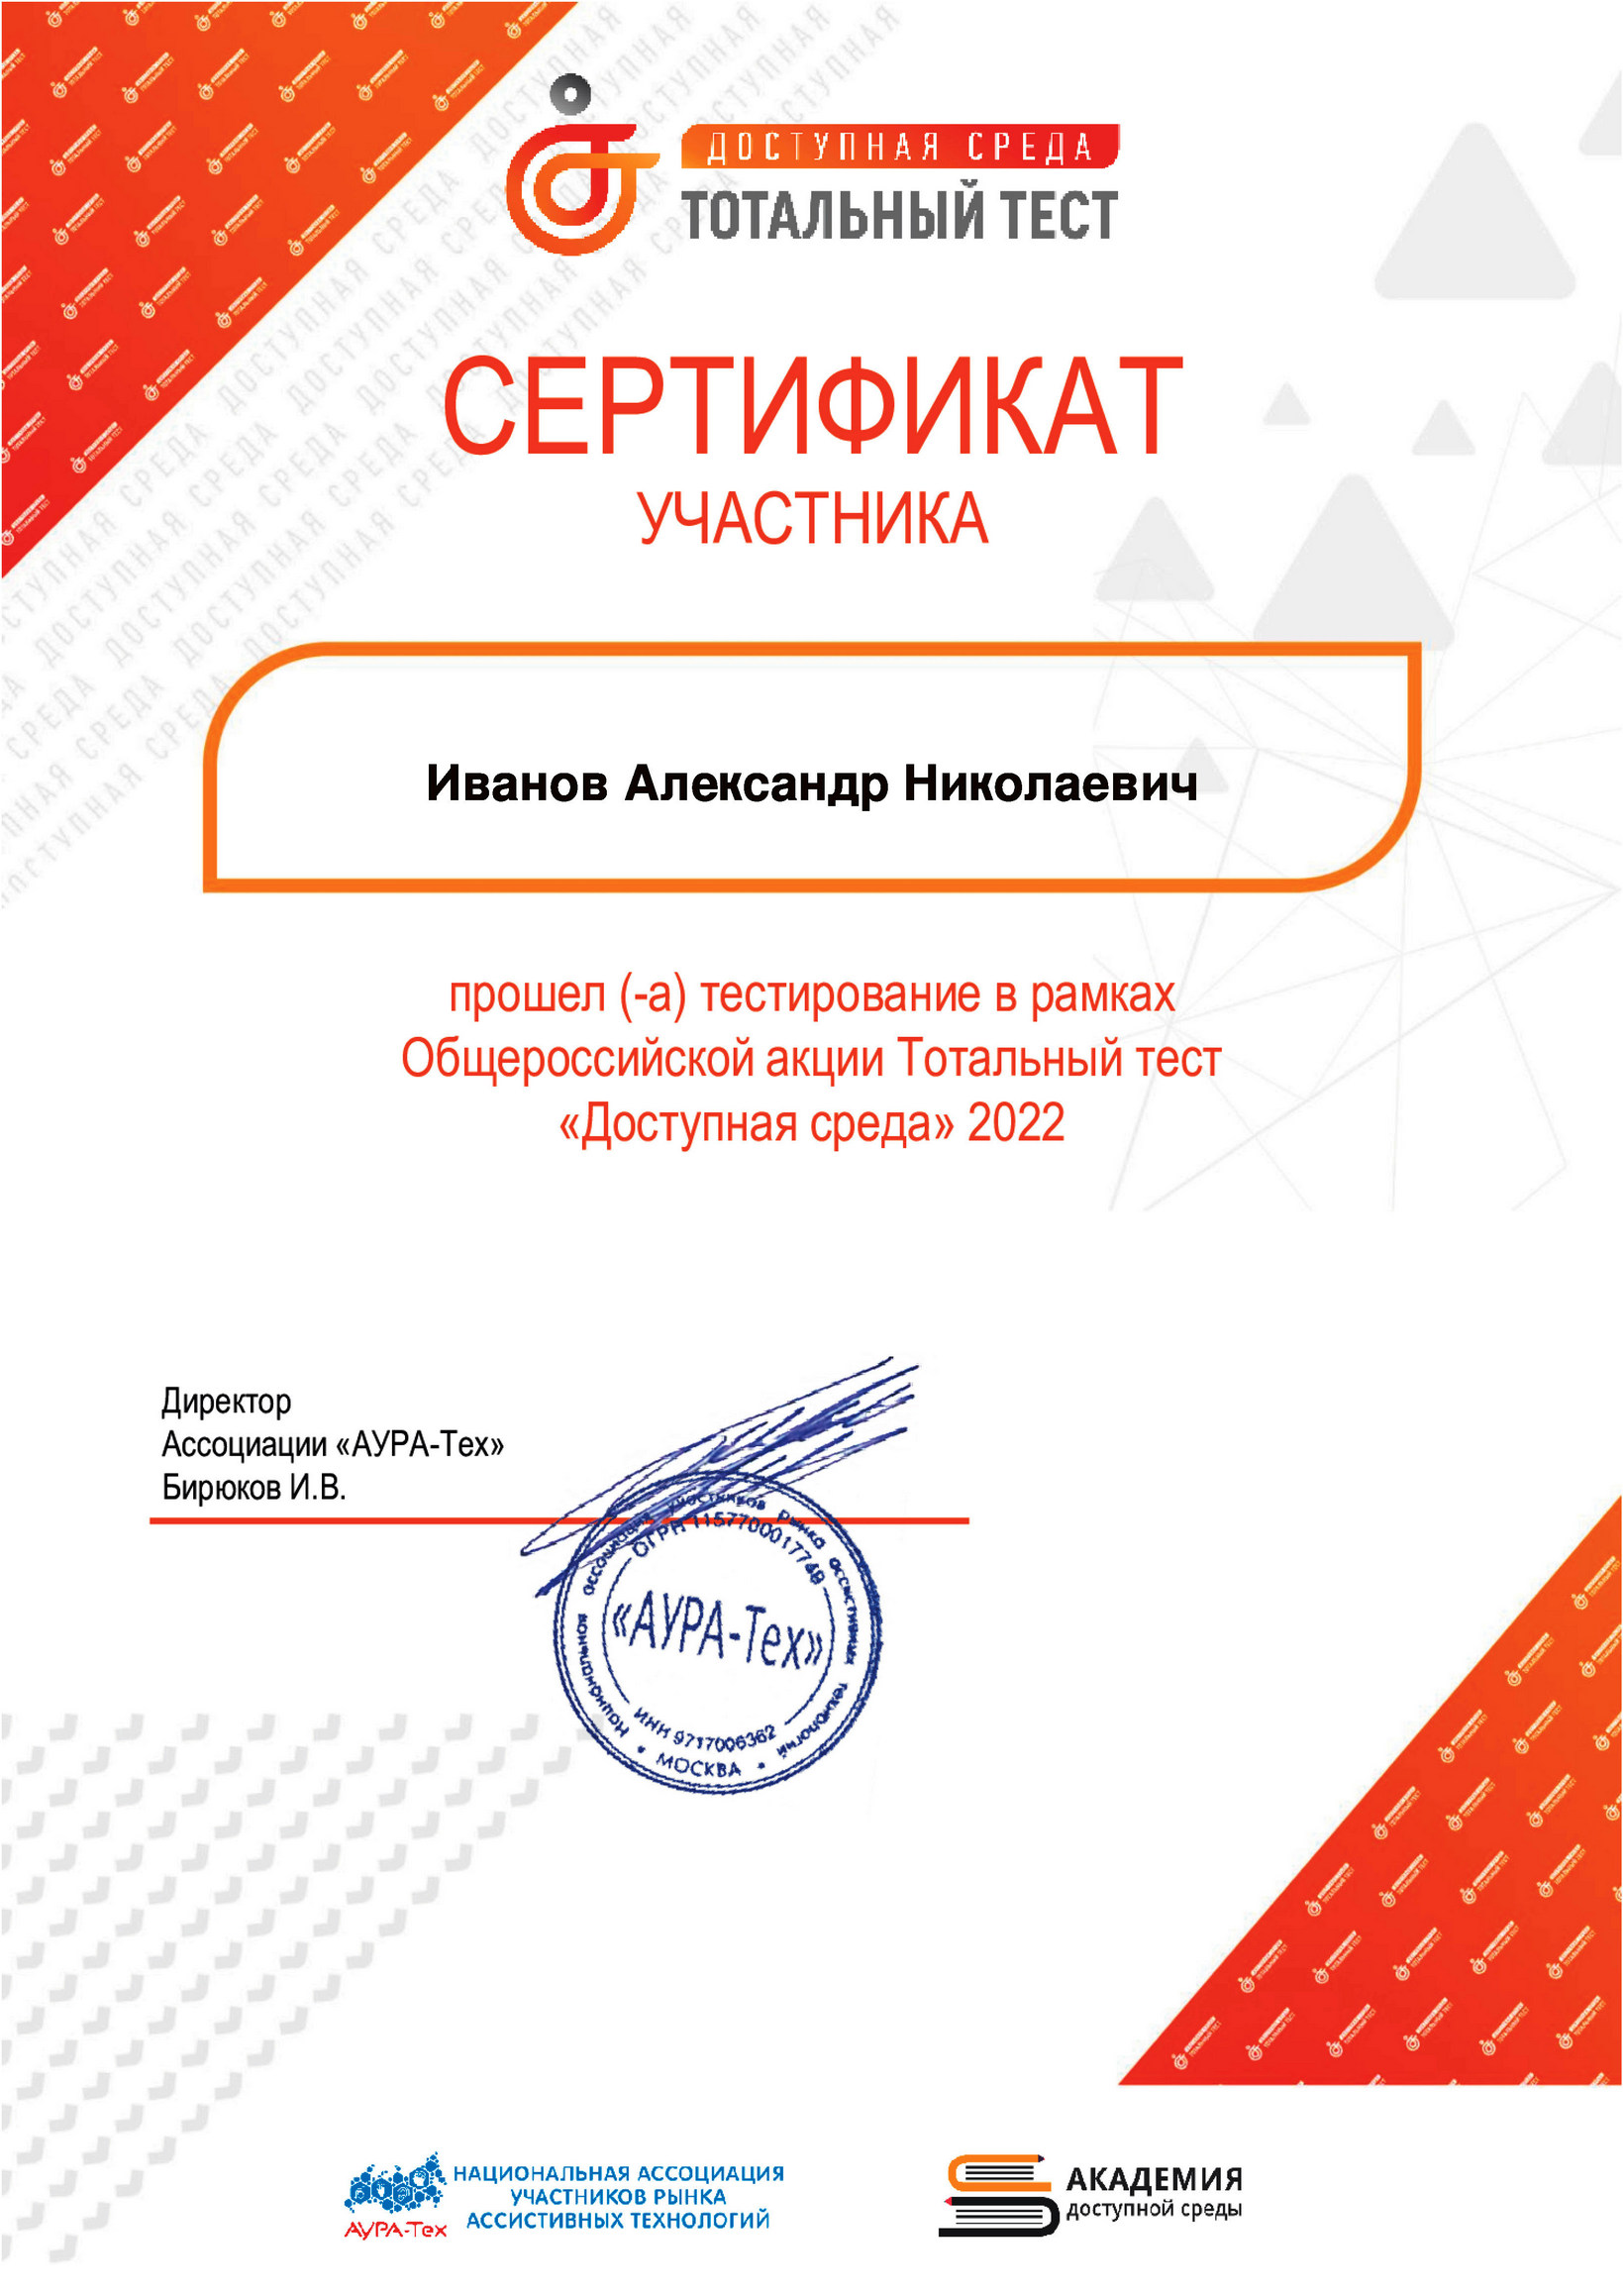 ДОСТУПНАЯ СРЕДА
ТОТАЛЬНЫЙ ТЕСТ
СЕРТИФИКАТ
УЧАСТНИКА
Иванов Александр Николаевич
прошел (-а) тестирование в рамках
Общероссийской акции Тотальный тест
«Доступная среда» 2022
Директор
Ассоциации «АУРА-Тех»
Бирюков И.В.
Национальная ассоциация участников рынка ассистивных технологий
ОГРН 1157700017749
«АУРА-Тех»
ИНН 9717006362
• МОСКВА •
АУРА-Тех
НАЦИОНАЛЬНАЯ АССОЦИАЦИЯ
УЧАСТНИКОВ РЫНКА
АССИСТИВНЫХ ТЕХНОЛОГИЙ
АКАДЕМИЯ
доступной среды